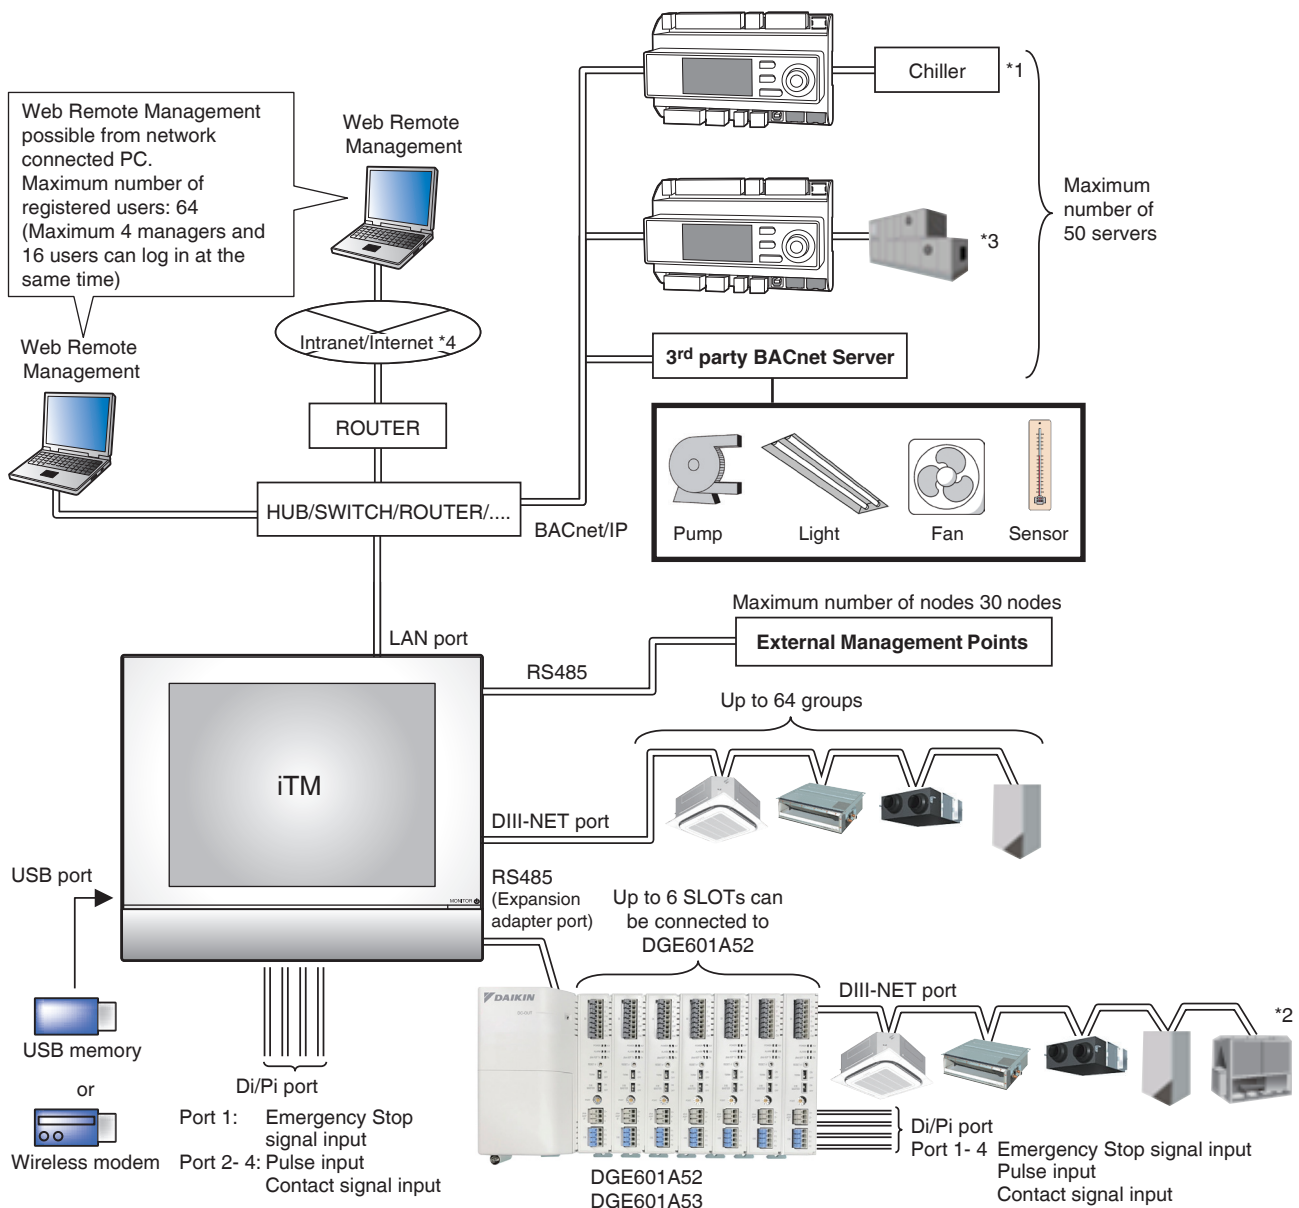 Chiller
*1
Web Remote Management
possible from network
connected PC.
Maximum number of
registered users: 64
(Maximum 4 managers and
16 users can log in at the
same time)
Web Remote
Management
Maximum
number of
50 servers
*3
Intranet/Internet *4
Web Remote
Management
3rd party BACnet Server
ROUTER
HUB/SWITCH/ROUTER/....
BACnet/IP
Pump
Light
Fan
Sensor
Maximum number of nodes 30 nodes
External Management Points
LAN port
RS485
Up to 64 groups
iTM
DIII-NET port
USB port
MONITOR
RS485
(Expansion
adapter port)
Up to 6 SLOTs can
be connected to
DGE601A52
DAIKIN
DIII-NET port
*2
USB memory
or
Wireless modem
Di/Pi port
Port 1: Emergency Stop
signal input
Port 2- 4: Pulse input
Contact signal input
Di/Pi port
Port 1- 4 Emergency Stop signal input
Pulse input
Contact signal input
DGE601A52
DGE601A53